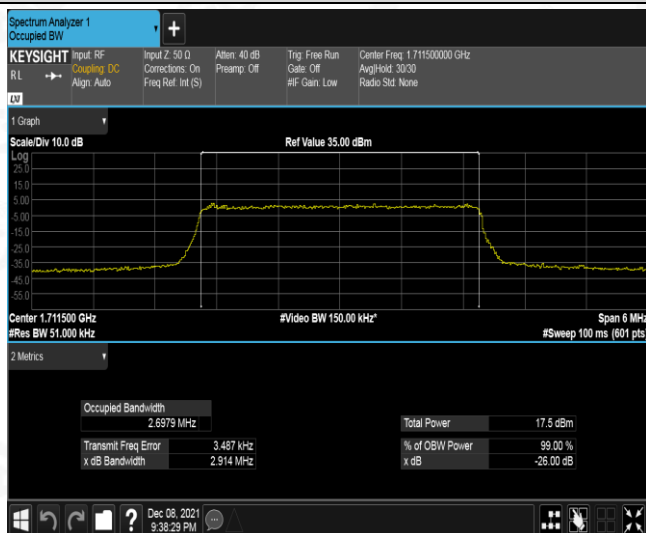 Spectrum Analyzer 1
Occupied BW
+
KEYSIGHT
RL
LXI
Input: RF
Coupling: DC
Align: Auto
Input Z: 50 Ω
Corrections: On
Freq Ref: Int (S)
Atten: 40 dB
Preamp: Off
Trig: Free Run
Gate: Off
#IF Gain: Low
Center Freq: 1.711500000 GHz
Avg|Hold: 30/30
Radio Std: None
1 Graph
Scale/Div 10.0 dB
Ref Value 35.00 dBm
Log
25.0
15.0
5.00
-5.00
-15.0
-25.0
-35.0
-45.0
-55.0
Center 1.711500 GHz
#Video BW 150.00 kHz*
Span 6 MHz
#Res BW 51.000 kHz
#Sweep 100 ms (601 pts)
2 Metrics
Occupied Bandwidth
2.6979 MHz
Total Power 17.5 dBm
Transmit Freq Error 3.487 kHz
% of OBW Power 99.00 %
x dB Bandwidth 2.914 MHz
x dB -26.00 dB
?
Dec 08, 2021
9:38:29 PM